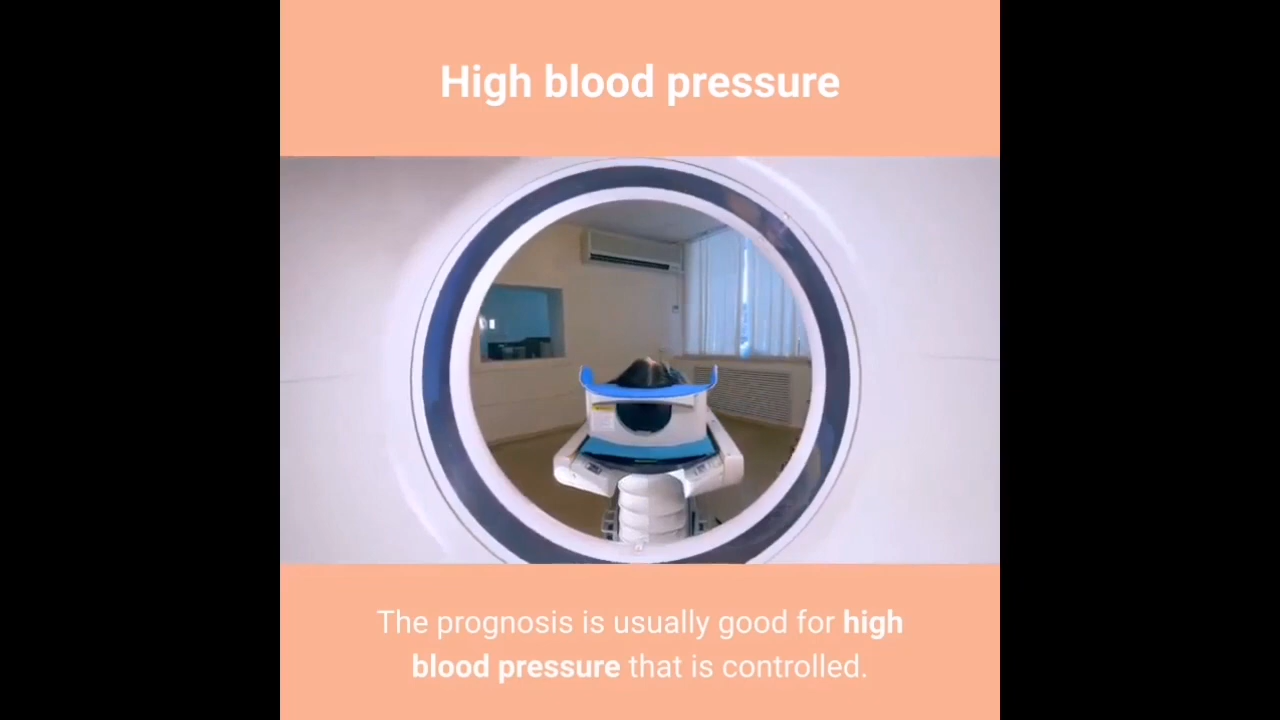 High blood pressure
The prognosis is usually good for high
blood pressure that is controlled.